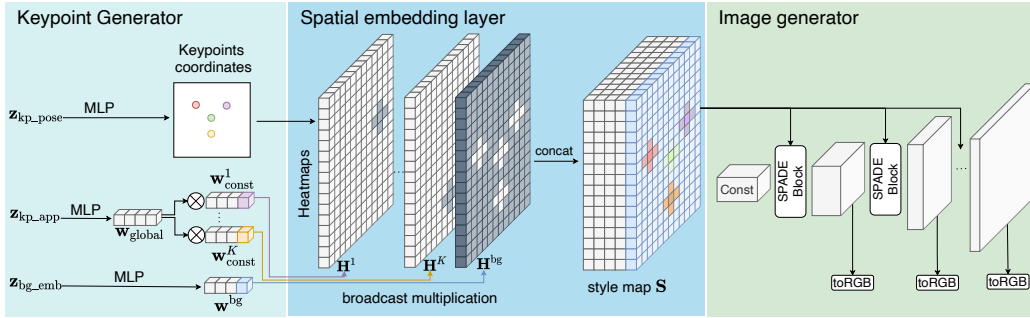 Keypoint Generator
Keypoints
coordinates
z_kp_pose
MLP
z_kp_app
MLP
w_global
w^1_const
w^K_const
z_bg_emb
MLP
w^bg
Spatial embedding layer
Heatmaps
H^1
...
H^K
H^bg
broadcast multiplication
concat
style map S
Image generator
Const
SPADE
Block
SPADE
Block
...
toRGB
toRGB
toRGB